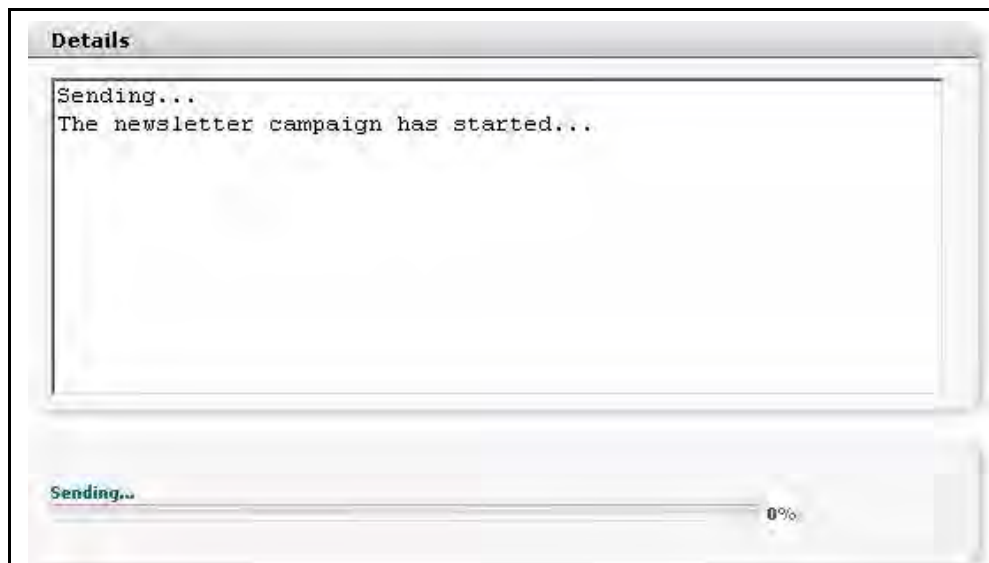 Details
Sending...
The newsletter campaign has started...
Sending...
0%